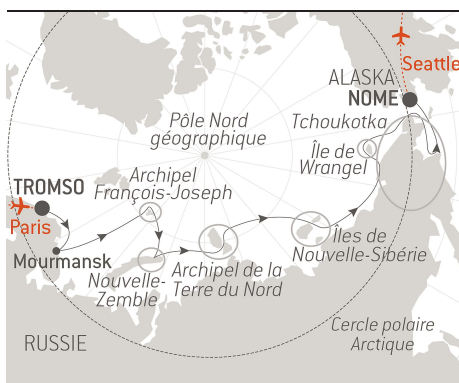 Seattle
ALASKA
NOME
Tchoukotka
Pôle Nord
géographique
Île de
Wrangel
Archipel
François-Joseph
TROMSO
Paris
Mourmansk
Nouvelle-
Zemble
Archipel de la
Terre du Nord
Îles de
Nouvelle-Sibérie
RUSSIE
Cercle polaire
Arctique